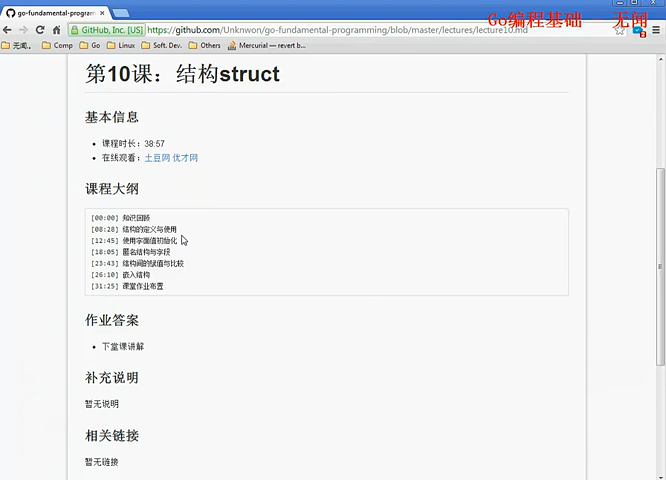 go-fundamental-program
Go编程基础 无闻
GitHub, Inc. [US] https://github.com/Unknwon/go-fundamental-programming/blob/master/lectures/lecture10.md
无闻。 Comp Go Linux Soft. Dev. Others Mercurial — revert b...
第10课：结构struct
基本信息
课程时长：38:57
在线观看：土豆网 优才网
课程大纲
[00:00] 知识回顾
[08:28] 结构的定义与使用
[12:45] 使用字面值初始化
[18:05] 匿名结构与字段
[23:43] 结构间的赋值与比较
[26:10] 嵌入结构
[31:25] 课堂作业布置
作业答案
下堂课讲解
补充说明
暂无说明
相关链接
暂无链接